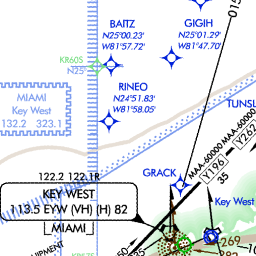 BAITZ
N25°00.23'
W81°57.72'
GIGIH
N25°01.29'
W81°47.70'
015
KR60S
N25°
RINEO
N24°51.83'
W81°58.05'
MIAMI
Key West
132.2 323.1
TUNSL
MAA-60000 MAA-60000
Y196
Y262
35
GRACK
122.2 122.1R
KEY WEST
113.5 EYW (VH) (H) 82
MIAMI
Key West
269
282
UIPMENT